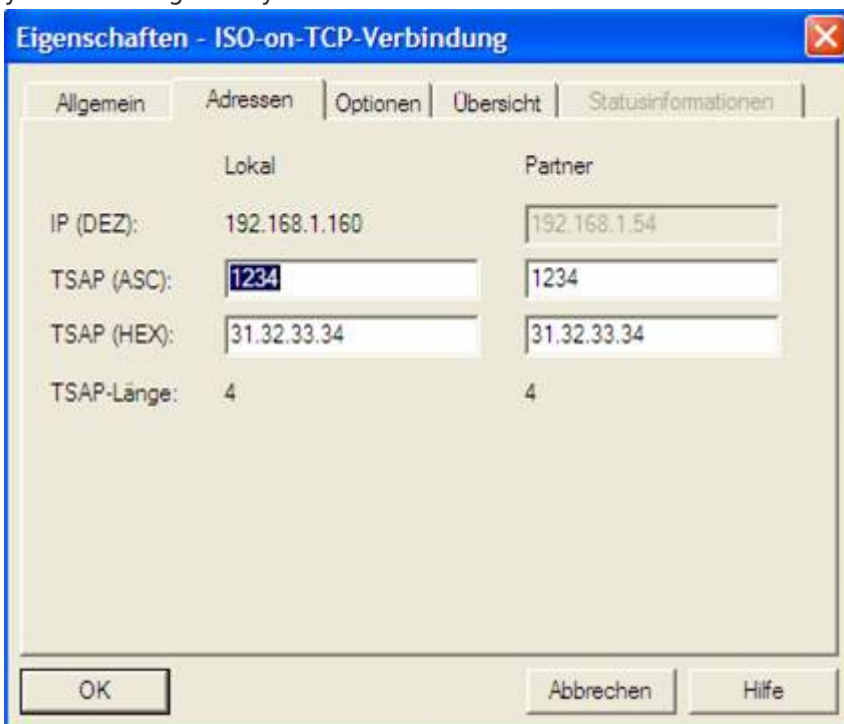 Eigenschaften - ISO-on-TCP-Verbindung
Allgemein Adressen Optionen Übersicht Statusinformationen
Lokal Partner
IP (DEZ): 192.168.1.160 192.168.1.54
TSAP (ASC): 1234 1234
TSAP (HEX): 31.32.33.34 31.32.33.34
TSAP-Länge: 4 4
OK Abbrechen Hilfe